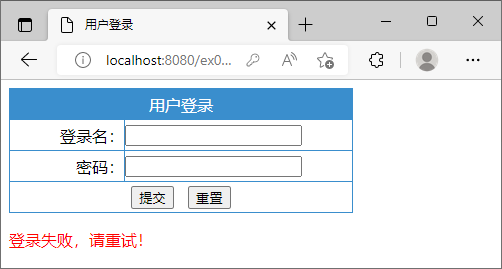 用户登录
localhost:8080/ex0...
用户登录
登录名：
密码：
提交 重置
登录失败，请重试！